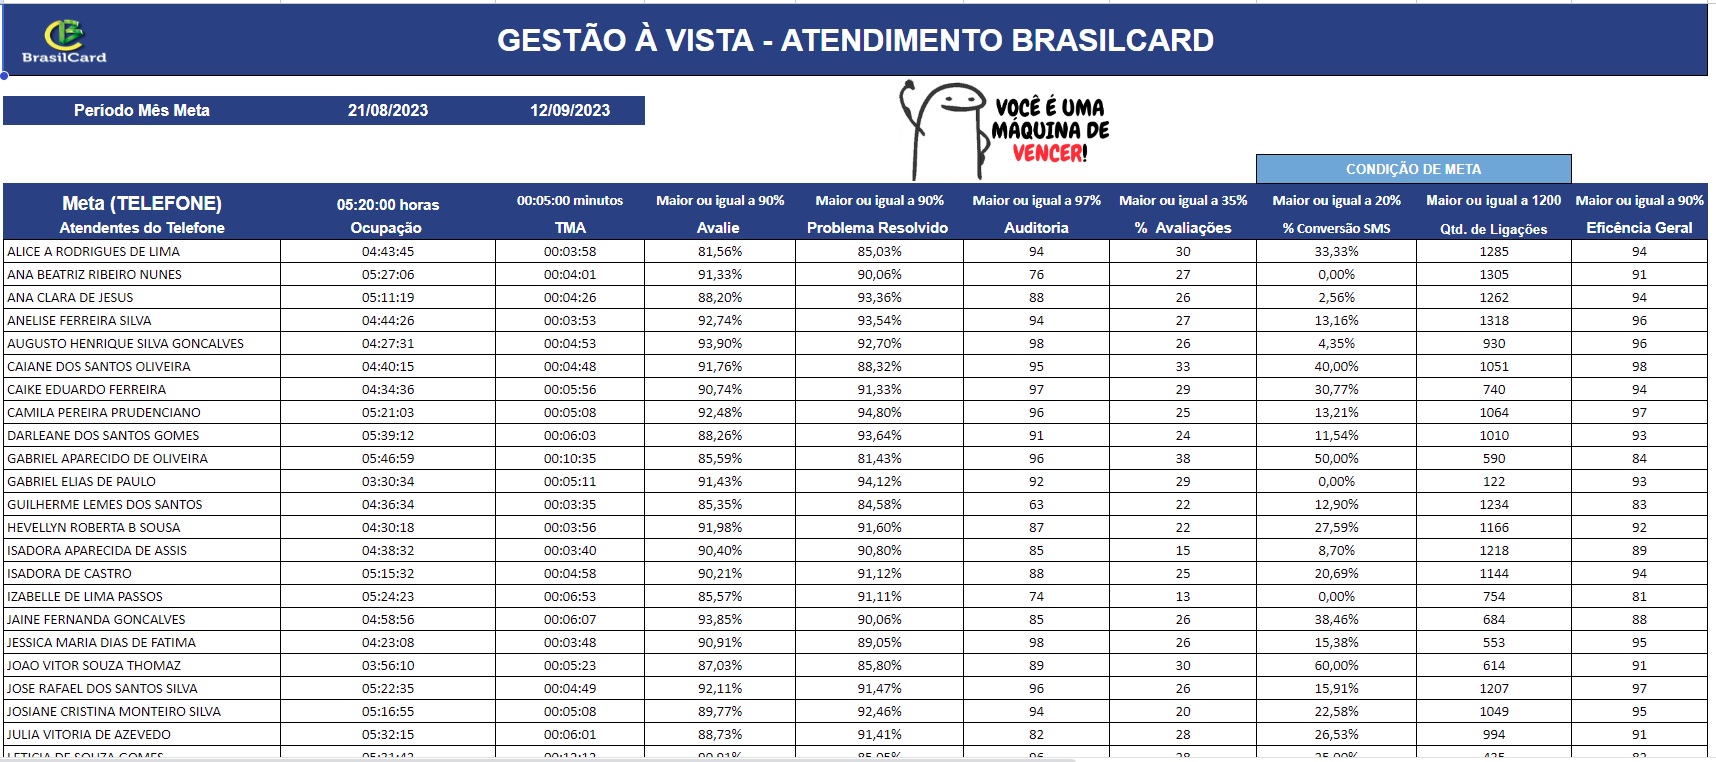 BrasilCard
GESTÃO À VISTA - ATENDIMENTO BRASILCARD
Período Mês Meta 21/08/2023 12/09/2023
VOCÊ É UMA
MÁQUINA DE
VENCER!
CONDIÇÃO DE META
Meta (TELEFONE) 05:20:00 horas 00:05:00 minutos Maior ou igual a 90% Maior ou igual a 90% Maior ou igual a 97% Maior ou igual a 35% Maior ou igual a 20% Maior ou igual a 1200 Maior ou igual a 90%
Atendentes do Telefone Ocupação TMA Avalie Problema Resolvido Auditoria % Avaliações % Conversão SMS Qtd. de Ligações Eficência Geral
ALICE A RODRIGUES DE LIMA 04:43:45 00:03:58 81,56% 85,03% 94 30 33,33% 1285 94
ANA BEATRIZ RIBEIRO NUNES 05:27:06 00:04:01 91,33% 90,06% 76 27 0,00% 1305 91
ANA CLARA DE JESUS 05:11:19 00:04:26 88,20% 93,36% 88 26 2,56% 1262 94
ANELISE FERREIRA SILVA 04:44:26 00:03:53 92,74% 93,54% 94 27 13,16% 1318 96
AUGUSTO HENRIQUE SILVA GONCALVES 04:27:31 00:04:53 93,90% 92,70% 98 26 4,35% 930 96
CAIANE DOS SANTOS OLIVEIRA 04:40:15 00:04:48 91,76% 88,32% 95 33 40,00% 1051 98
CAIKE EDUARDO FERREIRA 04:34:36 00:05:56 90,74% 91,33% 97 29 30,77% 740 94
CAMILA PEREIRA PRUDENCIANO 05:21:03 00:05:08 92,48% 94,80% 96 25 13,21% 1064 97
DARLEANE DOS SANTOS GOMES 05:39:12 00:06:03 88,26% 93,64% 91 24 11,54% 1010 93
GABRIEL APARECIDO DE OLIVEIRA 05:46:59 00:10:35 85,59% 81,43% 96 38 50,00% 590 84
GABRIEL ELIAS DE PAULO 03:30:34 00:05:11 91,43% 94,12% 92 29 0,00% 122 93
GUILHERME LEMES DOS SANTOS 04:36:34 00:03:35 85,35% 84,58% 63 22 12,90% 1234 83
HEVELLYN ROBERTA B SOUSA 04:30:18 00:03:56 91,98% 91,60% 87 22 27,59% 1166 92
ISADORA APARECIDA DE ASSIS 04:38:32 00:03:40 90,40% 90,80% 85 15 8,70% 1218 89
ISADORA DE CASTRO 05:15:32 00:04:58 90,21% 91,12% 88 25 20,69% 1144 94
IZABELLE DE LIMA PASSOS 05:24:23 00:06:53 85,57% 91,11% 74 13 0,00% 754 81
JAINE FERNANDA GONCALVES 04:58:56 00:06:07 93,85% 90,06% 85 26 38,46% 684 88
JESSICA MARIA DIAS DE FATIMA 04:23:08 00:03:48 90,91% 89,05% 98 26 15,38% 553 95
JOAO VITOR SOUZA THOMAZ 03:56:10 00:05:23 87,03% 85,80% 89 30 60,00% 614 91
JOSE RAFAEL DOS SANTOS SILVA 05:22:35 00:04:49 92,11% 91,47% 96 26 15,91% 1207 97
JOSIANE CRISTINA MONTEIRO SILVA 05:16:55 00:05:08 89,77% 92,46% 94 20 22,58% 1049 95
JULIA VITORIA DE AZEVEDO 05:32:15 00:06:01 88,73% 91,41% 82 28 26,53% 994 91
LETICIA DE SOUZA GOMES